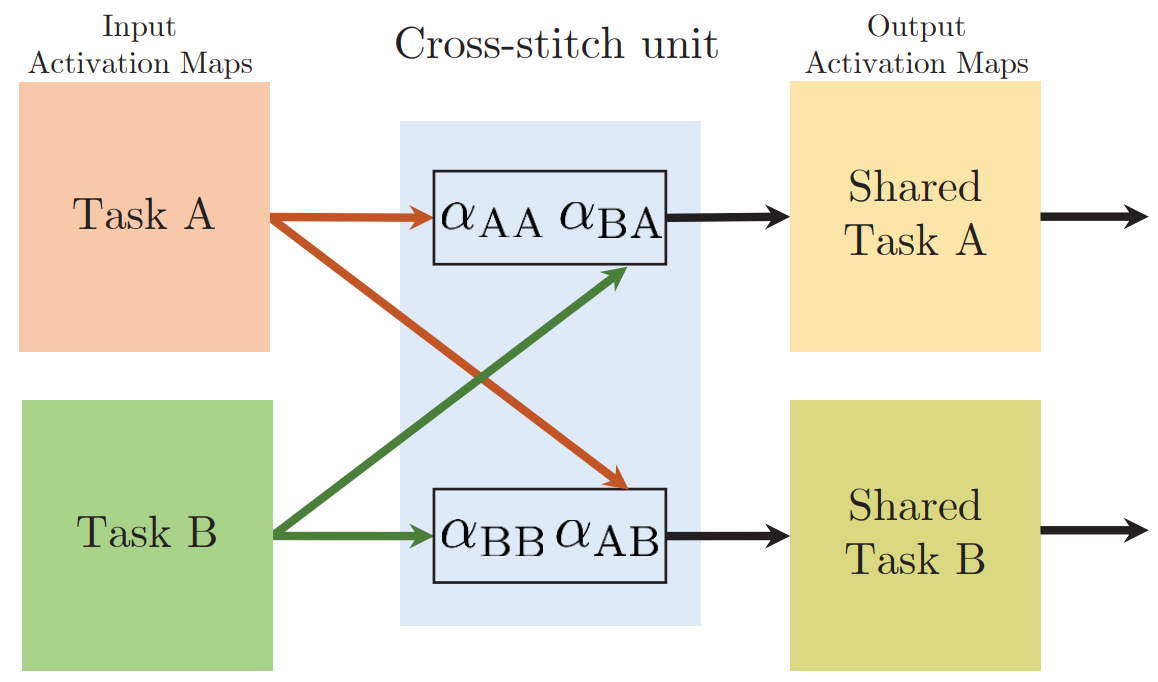 Input
Activation Maps
Cross-stitch unit
Output
Activation Maps
Task A
αAA αBA
Shared
Task A
Task B
αBB αAB
Shared
Task B